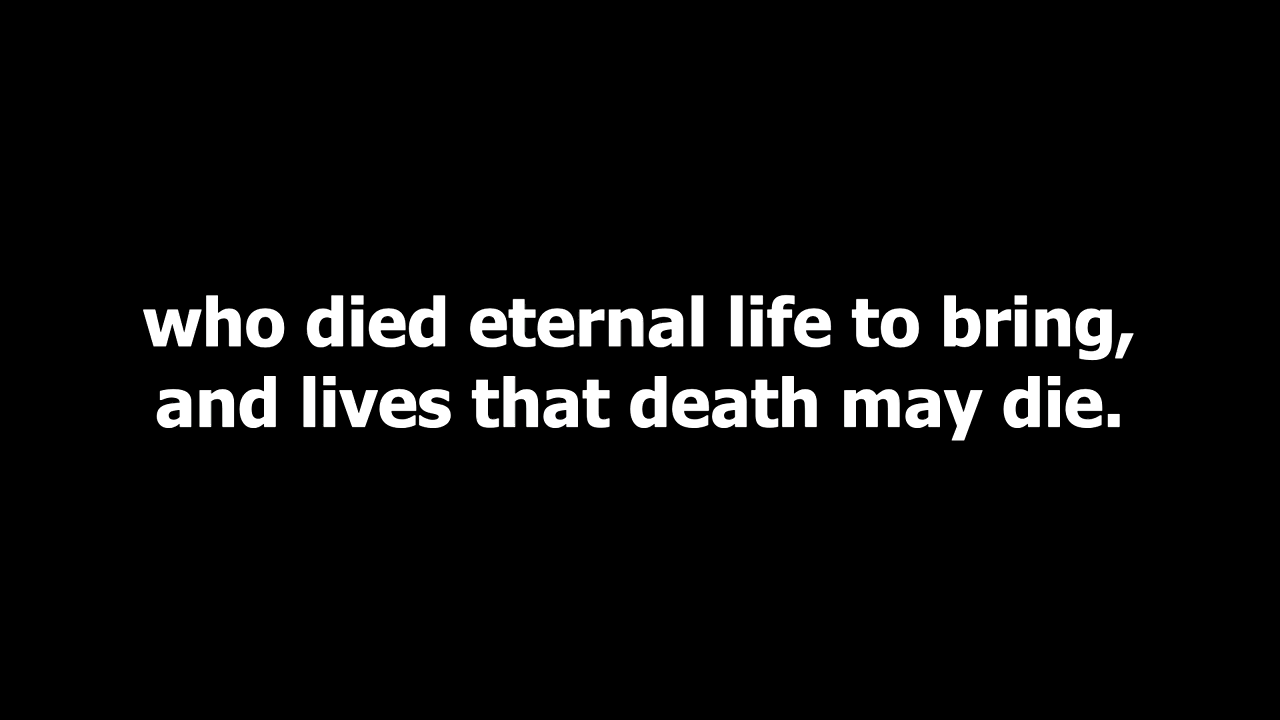 who died eternal life to bring,
and lives that death may die.